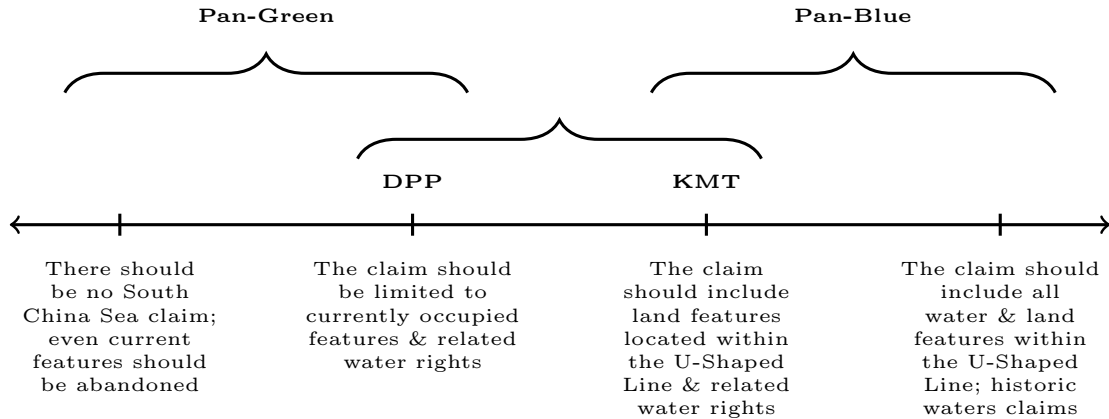 Pan-Green
Pan-Blue
DPP
KMT
There should
be no South
China Sea claim;
even current
features should
be abandoned
The claim should
be limited to
currently occupied
features & related
water rights
The claim
should include
land features
located within
the U-Shaped
Line & related
water rights
The claim should
include all
water & land
features within
the U-Shaped
Line; historic
waters claims